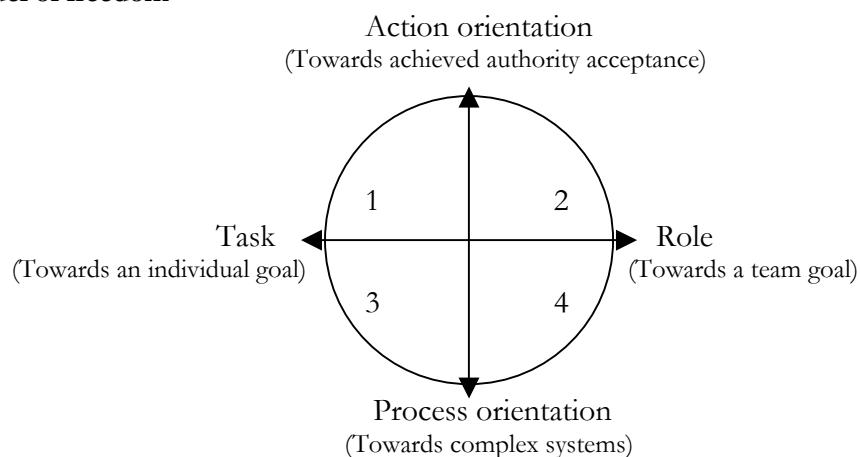 Action orientation
(Towards achieved authority acceptance)
1 2
Task Role
(Towards an individual goal) (Towards a team goal)
3 4
Process orientation
(Towards complex systems)